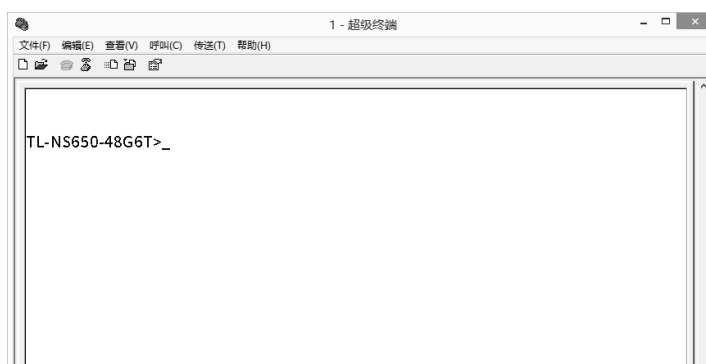 1 - 超级终端
文件(F) 编辑(E) 查看(V) 呼叫(C) 传送(T) 帮助(H)
TL-NS650-48G6T>_